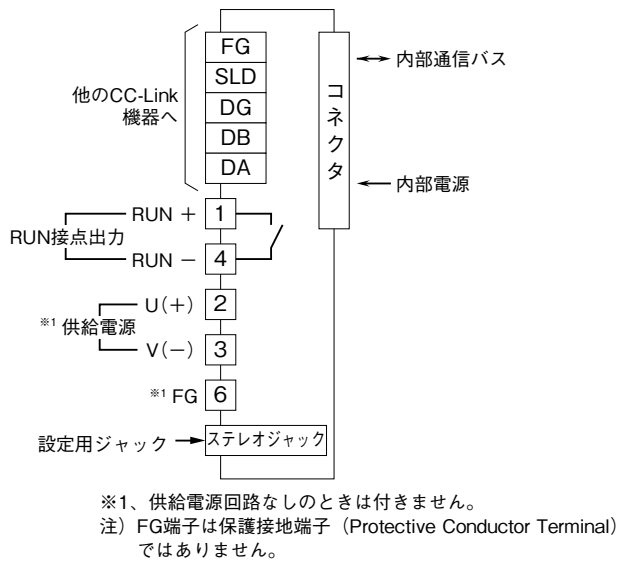 FG
SLD
DG
DB
DA
他のCC-Link
機器へ
コネクタ
内部通信バス
内部電源
RUN +
1
RUN接点出力
RUN −
4
U(+)
2
※1 供給電源
V(−)
3
※1 FG
6
設定用ジャック
ステレオジャック
※1、供給電源回路なしのときは付きません。
注）FG端子は保護接地端子（Protective Conductor Terminal）
ではありません。